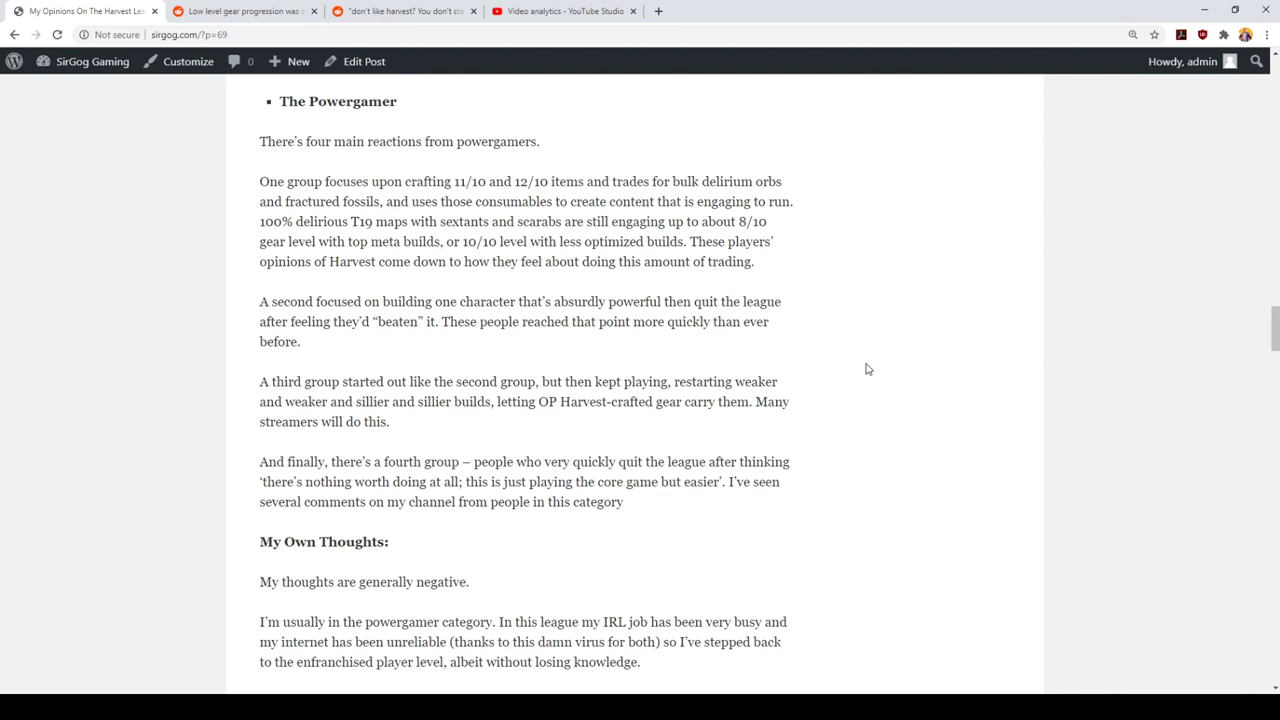 My Opinions On The Harvest Lea
Low level gear progression was a
"don't like harvest? You don't cra
Video analytics - YouTube Studio
Not secure | sirgog.com/?p=69
SirGog Gaming Customize 0 New Edit Post Howdy, admin
The Powergamer
There's four main reactions from powergamers.
One group focuses upon crafting 11/10 and 12/10 items and trades for bulk delirium orbs
and fractured fossils, and uses those consumables to create content that is engaging to run.
100% delirious T19 maps with sextants and scarabs are still engaging up to about 8/10
gear level with top meta builds, or 10/10 level with less optimized builds. These players'
opinions of Harvest come down to how they feel about doing this amount of trading.
A second focused on building one character that's absurdly powerful then quit the league
after feeling they'd “beaten” it. These people reached that point more quickly than ever
before.
A third group started out like the second group, but then kept playing, restarting weaker
and weaker and sillier and sillier builds, letting OP Harvest-crafted gear carry them. Many
streamers will do this.
And finally, there's a fourth group – people who very quickly quit the league after thinking
‘there's nothing worth doing at all; this is just playing the core game but easier’. I've seen
several comments on my channel from people in this category
My Own Thoughts:
My thoughts are generally negative.
I'm usually in the powergamer category. In this league my IRL job has been very busy and
my internet has been unreliable (thanks to this damn virus for both) so I've stepped back
to the enfranchised player level, albeit without losing knowledge.